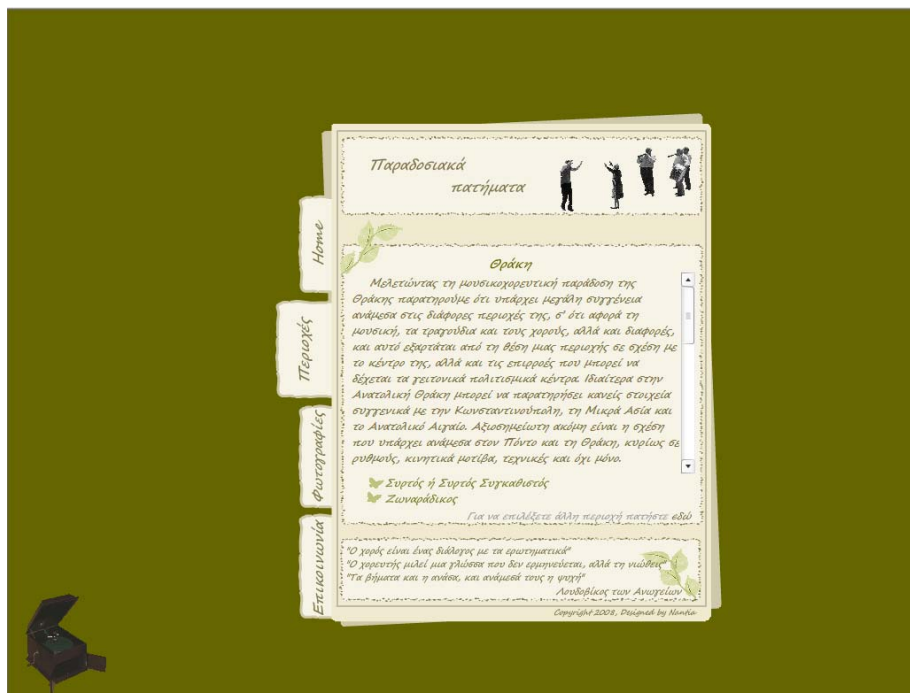 Παραδοσιακά
πατήματα
Home
Περιοχές
Φωτογραφίες
Επικοινωνία
Θράκη
Μελετώντας τη μουσικοχορευτική παράδοση της
Θράκης παρατηρούμε ότι υπάρχει μεγάλη συγγένεια
ανάμεσα στις διάφορες περιοχές της, σ' ότι αφορά τη
μουσική, τα τραγούδια και τους χορούς, αλλά και διαφορές,
και αυτό εξαρτάται από τη θέση μιας περιοχής σε σχέση με
το κέντρο της, αλλά και τις επιρροές που μπορεί να
δέχεται τα γειτονικά πολιτισμικά κέντρα. Ιδιαίτερα στην
Ανατολική Θράκη μπορεί να παρατηρήσει κανείς στοιχεία
συγγενικά με την Κωνσταντινούπολη, τη Μικρά Ασία και
το Ανατολικό Αιγαίο. Αξιοσημείωτη ακόμη είναι η σχέση
που υπάρχει ανάμεσα στον Πόντο και τη Θράκη, κυρίως σε
ρυθμούς, κινητικά μοτίβα, τεχνικές και όχι μόνο.
Συρτός ή Συρτός Συγκαθιστός
Ζωναράδικος
Για να επιλέξετε άλλη περιοχή πατήστε εδώ
"Ο χορός είναι ένας διάλογος με τα ερωτηματικά"
"Ο χορευτής μιλεί μια γλώσσα που δεν ερμηνεύεται, αλλά τη νιώθεις"
"Τα βήματα και η ανάσα, και ανάμεσά τους η ψυχή"
Λουδοβίκος των Ανωγείων
Copyright 2008, Designed by Nantia